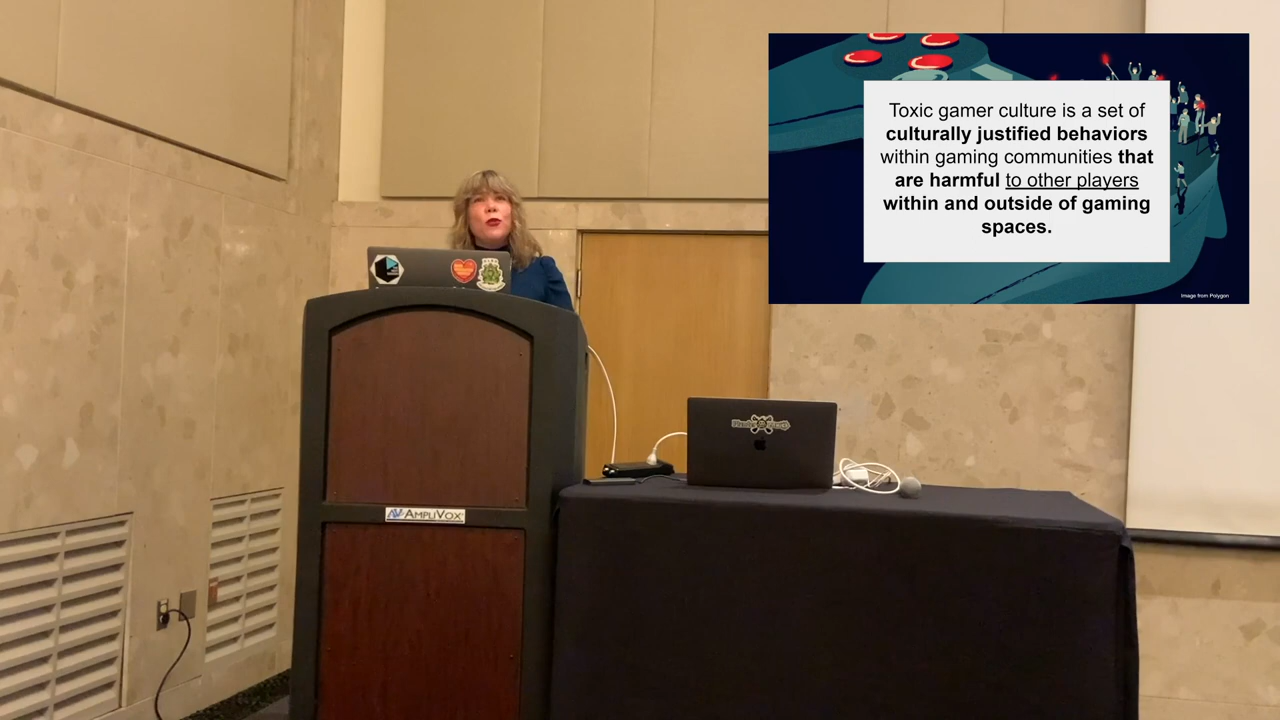 Toxic gamer culture is a set of
culturally justified behaviors
within gaming communities that
are harmful to other players
within and outside of gaming
spaces.
Image from Polygon
AV AMPLIVOX